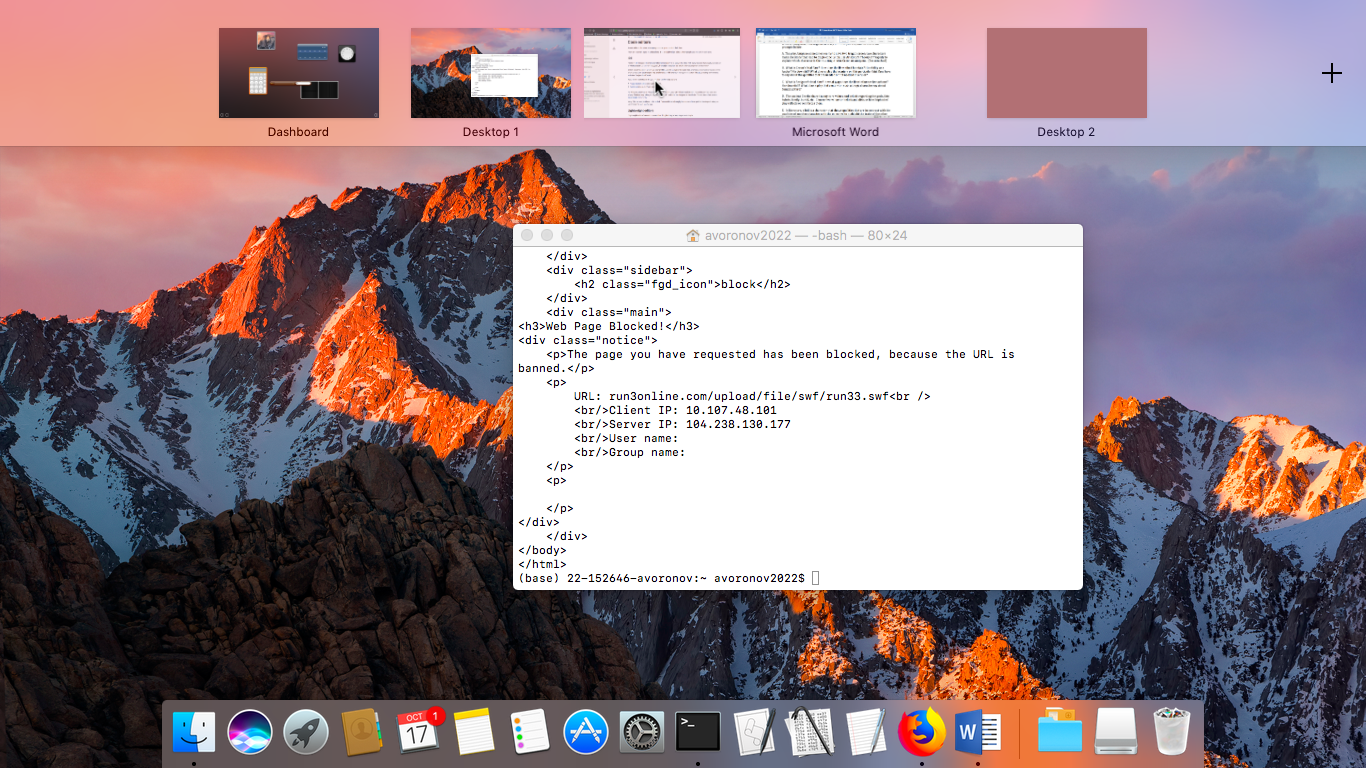 Dashboard
Desktop 1
Microsoft Word
Desktop 2
avoronov2022 — -bash — 80×24
</div>
<div class="sidebar">
<h2 class="fgd_icon">block</h2>
</div>
<div class="main">
<h3>Web Page Blocked!</h3>
<div class="notice">
<p>The page you have requested has been blocked, because the URL is
banned.</p>
<p>
URL: run3online.com/upload/file/swf/run33.swf<br />
<br/>Client IP: 10.107.48.101
<br/>Server IP: 104.238.130.177
<br/>User name:
<br/>Group name:
</p>
<p>
</p>
</div>
</div>
</body>
</html>
(base) 22-152646-avoronov:~ avoronov2022$
OCT
1
17
>_
W